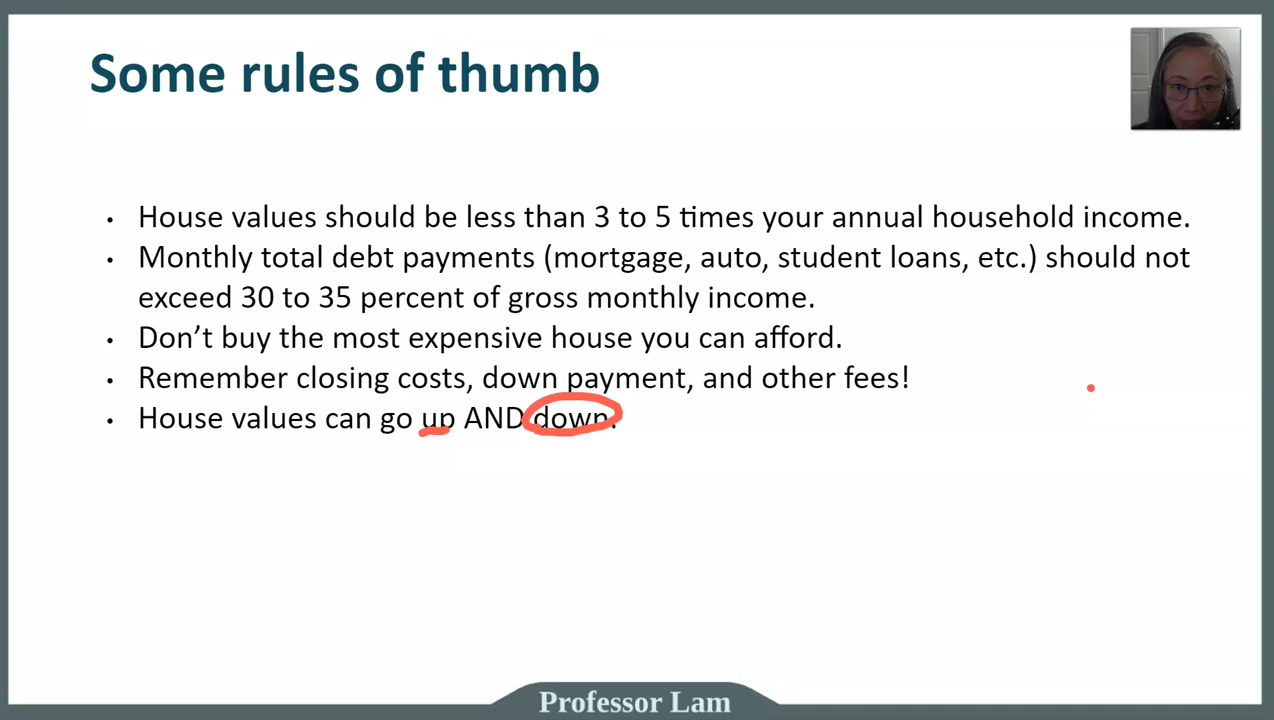 Some rules of thumb
• House values should be less than 3 to 5 times your annual household income.
• Monthly total debt payments (mortgage, auto, student loans, etc.) should not
exceed 30 to 35 percent of gross monthly income.
• Don’t buy the most expensive house you can afford.
• Remember closing costs, down payment, and other fees!
• House values can go up AND down.
Professor Lam